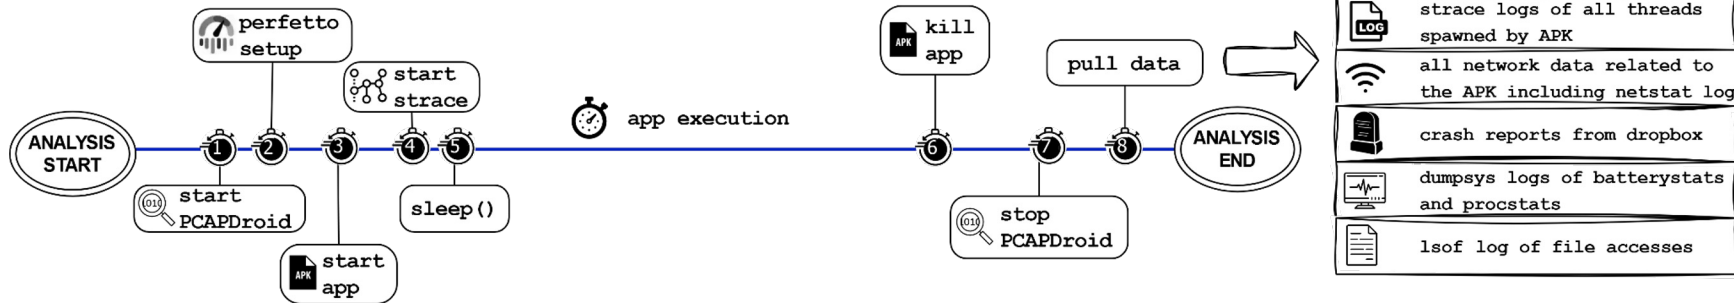 perfetto
setup
start
strace
kill
app
pull data
ANALYSIS
START
1
2
3
4
5
app execution
6
7
8
ANALYSIS
END
1010
start
PCAPDroid
sleep()
1010
stop
PCAPDroid
APK
start
app
APK
LOG
strace logs of all threads
spawned by APK
all network data related to
the APK including netstat log
crash reports from dropbox
dumpsys logs of batterystats
and procstats
lsof log of file accesses